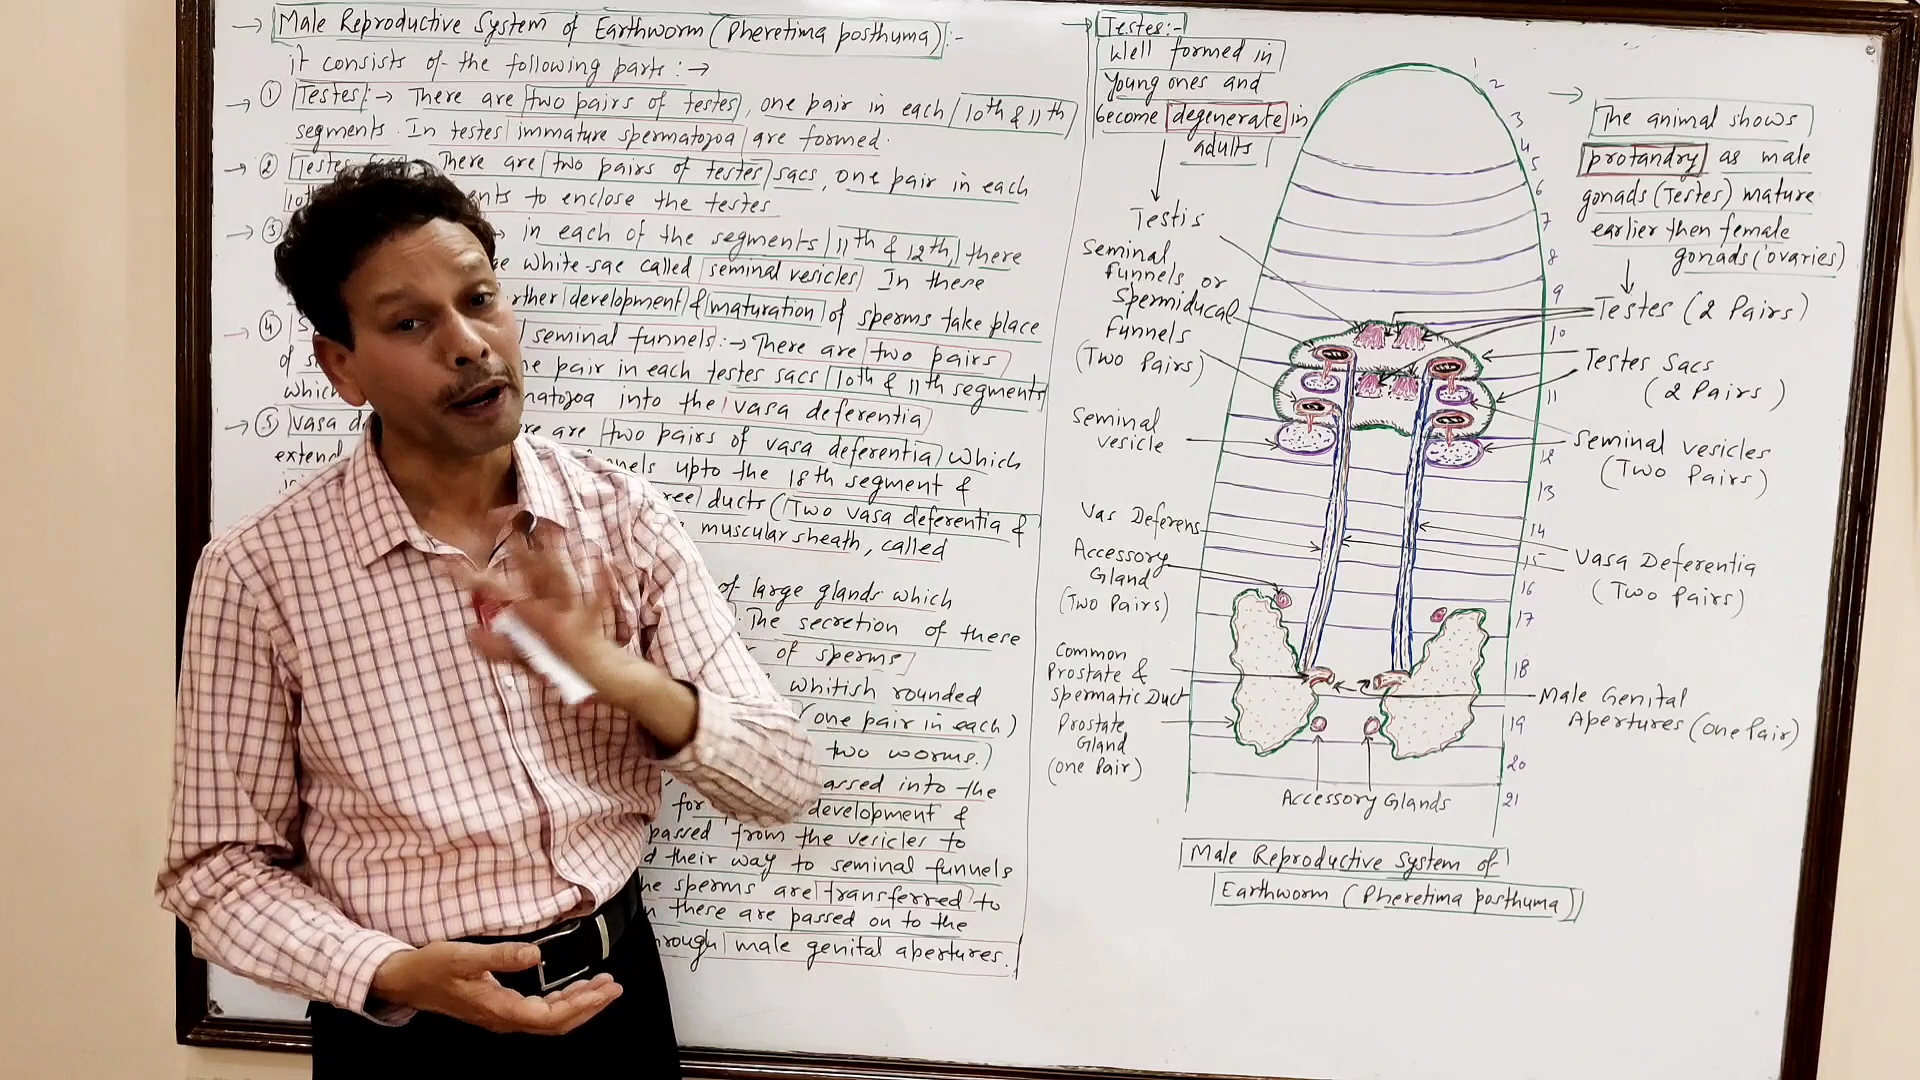 → Male Reproductive System of Earthworm (Pheretima posthuma):-
it consists of the following parts:→
→ ① Testes:→ There are two pairs of testes, one pair in each 10th & 11th
segments. In testes immature spermatozoa are formed.
→ ② Testes There are two pairs of testes sacs, one pair in each
10th to enclose the testes
→ ③ → in each of the segments 11th & 12th, there
white sac called seminal vesicles. In these
development & maturation of sperms take place
→ ④ seminal funnels:→ There are two pairs
of pair in each testes sacs 10th & 11th segments
which into the vasa deferentia
→ ⑤ Vasa are two pairs of vasa deferentia which
extend upto the 18th segment &
ducts (Two vasa deferentia &
muscular sheath, called
of large glands which
The secretion of these
of sperms
whitish rounded
(one pair in each)
two worms.)
into the
for development &
passed from the vesicles to
their way to seminal funnels
sperms are transferred to
these are passed on to the
male genital apertures.
→ Testes:-
Well formed in
Young ones and
become degenerate in
adults
Testis
Seminal
funnels or
Spermiducal
funnels
(Two Pairs)
Seminal
vesicle
Vas Deferens
Accessory
Gland
(Two Pairs)
Common
Prostate &
Spermatic Duct
Prostate
Gland
(one Pair)
1
2
3
4
5
6
7
8
9
10
11
12
13
14
15
16
17
18
19
20
21
Accessory Glands
Male Reproductive System of
Earthworm (Pheretima posthuma)
→ The animal shows
protandry as male
gonads (Testes) mature
earlier then female
gonads (ovaries)
Testes (2 Pairs)
Testes Sacs
(2 Pairs)
Seminal vesicles
(Two Pairs)
Vasa Deferentia
(Two Pairs)
Male Genital
Apertures (one Pair)